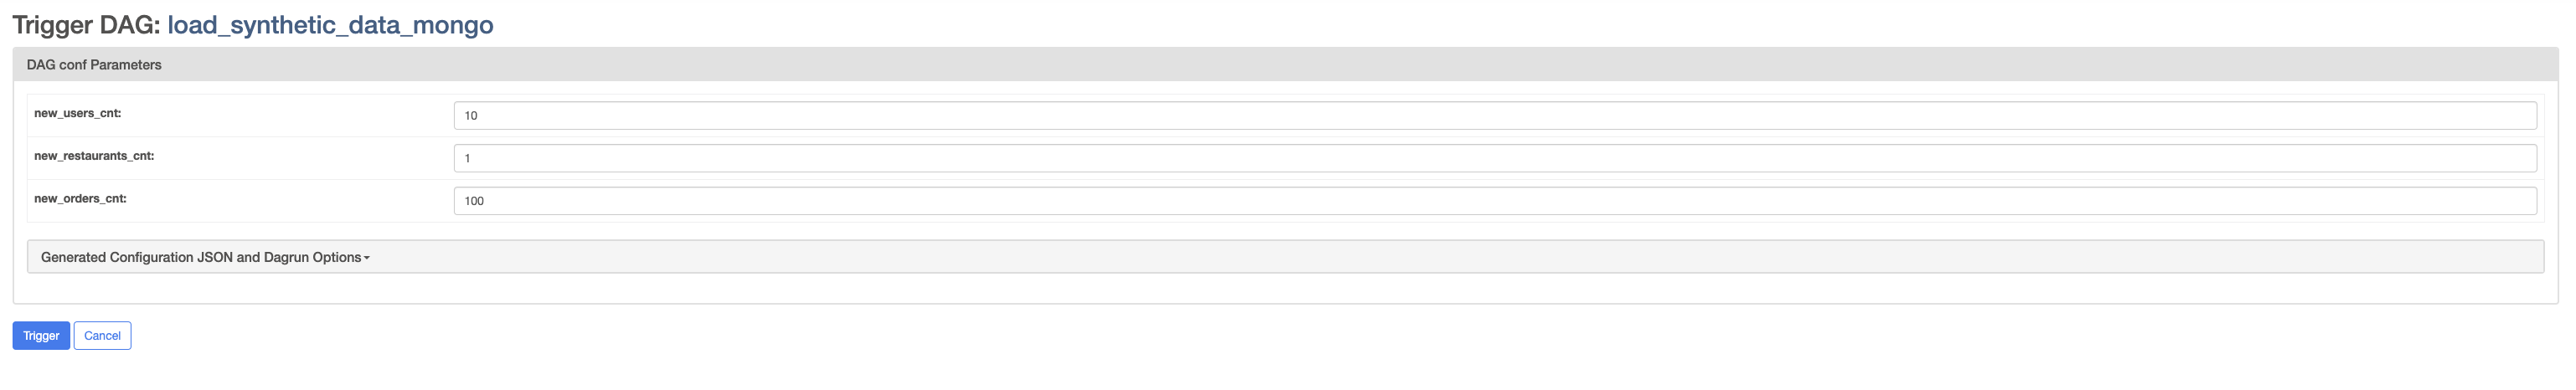 Trigger DAG: load_synthetic_data_mongo
DAG conf Parameters
new_users_cnt: 10
new_restaurants_cnt: 1
new_orders_cnt: 100
Generated Configuration JSON and Dagrun Options
Trigger Cancel